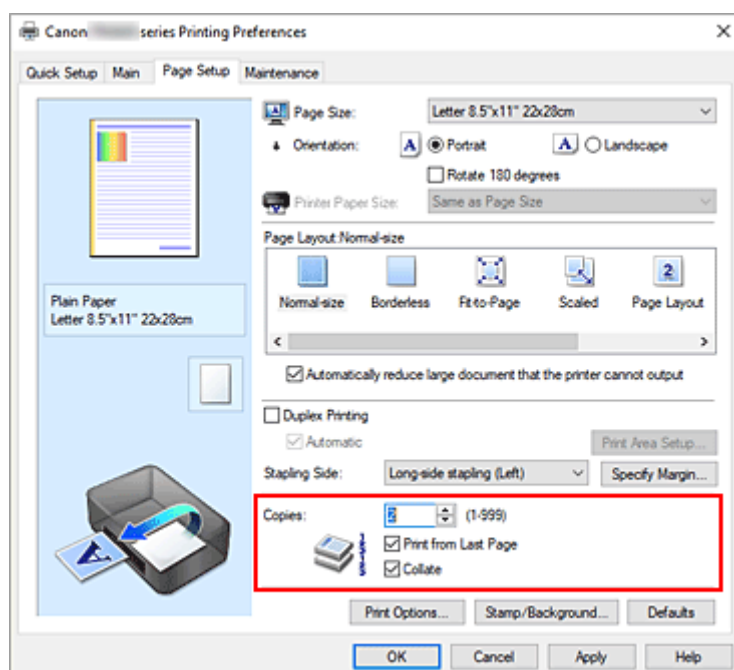 Canon series Printing Preferences
Quick Setup Main Page Setup Maintenance
Page Size: Letter 8.5"x11" 22x28cm
Orientation: A Portrait A Landscape
Rotate 180 degrees
Printer Paper Size: Same as Page Size
Page Layout:Normal-size
2
Normal-size Borderless Fit-to-Page Scaled Page Layout
Plain Paper
Letter 8.5"x11" 22x28cm
Automatically reduce large document that the printer cannot output
Duplex Printing
Automatic Print Area Setup...
Stapling Side: Long-side stapling (Left) Specify Margin...
Copies: 2 (1-999)
Print from Last Page
Collate
A
Print Options... Stamp/Background... Defaults
OK Cancel Apply Help